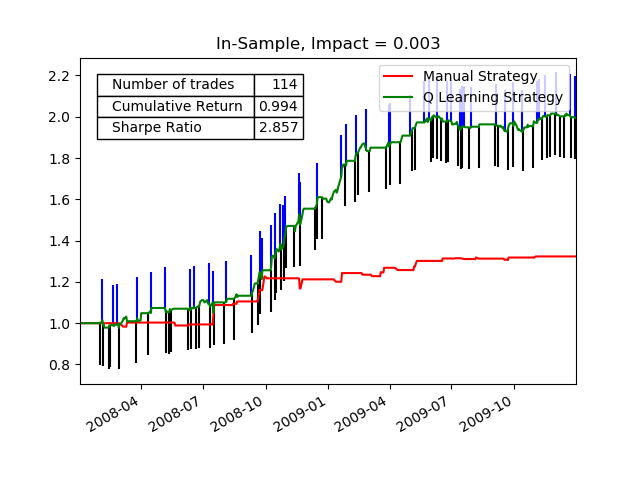 In-Sample, Impact = 0.003
Number of trades 114
Cumulative Return 0.994
Sharpe Ratio 2.857
Manual Strategy
Q Learning Strategy
2.2
2.0
1.8
1.6
1.4
1.2
1.0
0.8
2008-04
2008-07
2008-10
2009-01
2009-04
2009-07
2009-10